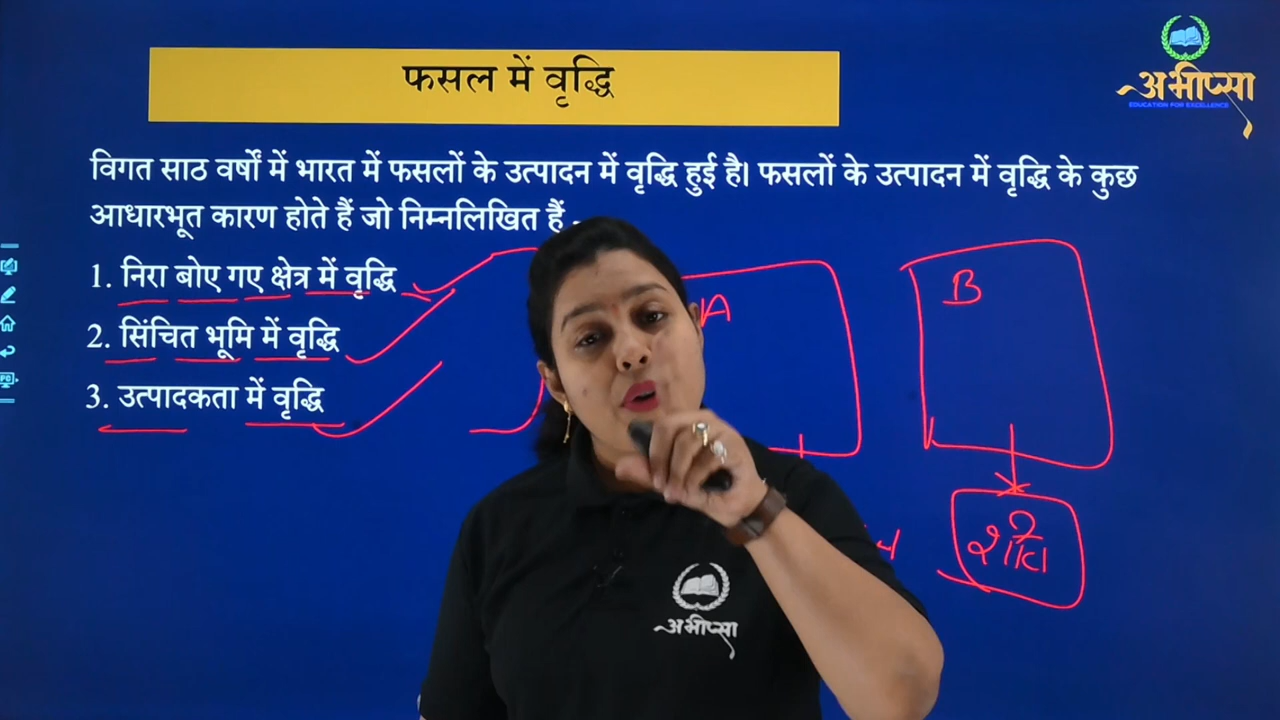 फसल में वृद्धि
अभीप्सा
EDUCATION FOR EXCELLENCE
विगत साठ वर्षों में भारत में फसलों के उत्पादन में वृद्धि हुई है। फसलों के उत्पादन में वृद्धि के कुछ
आधारभूत कारण होते हैं जो निम्नलिखित हैं -
1. निरा बोए गए क्षेत्र में वृद्धि
2. सिंचित भूमि में वृद्धि
3. उत्पादकता में वृद्धि
A
B
PC
अभीप्सा